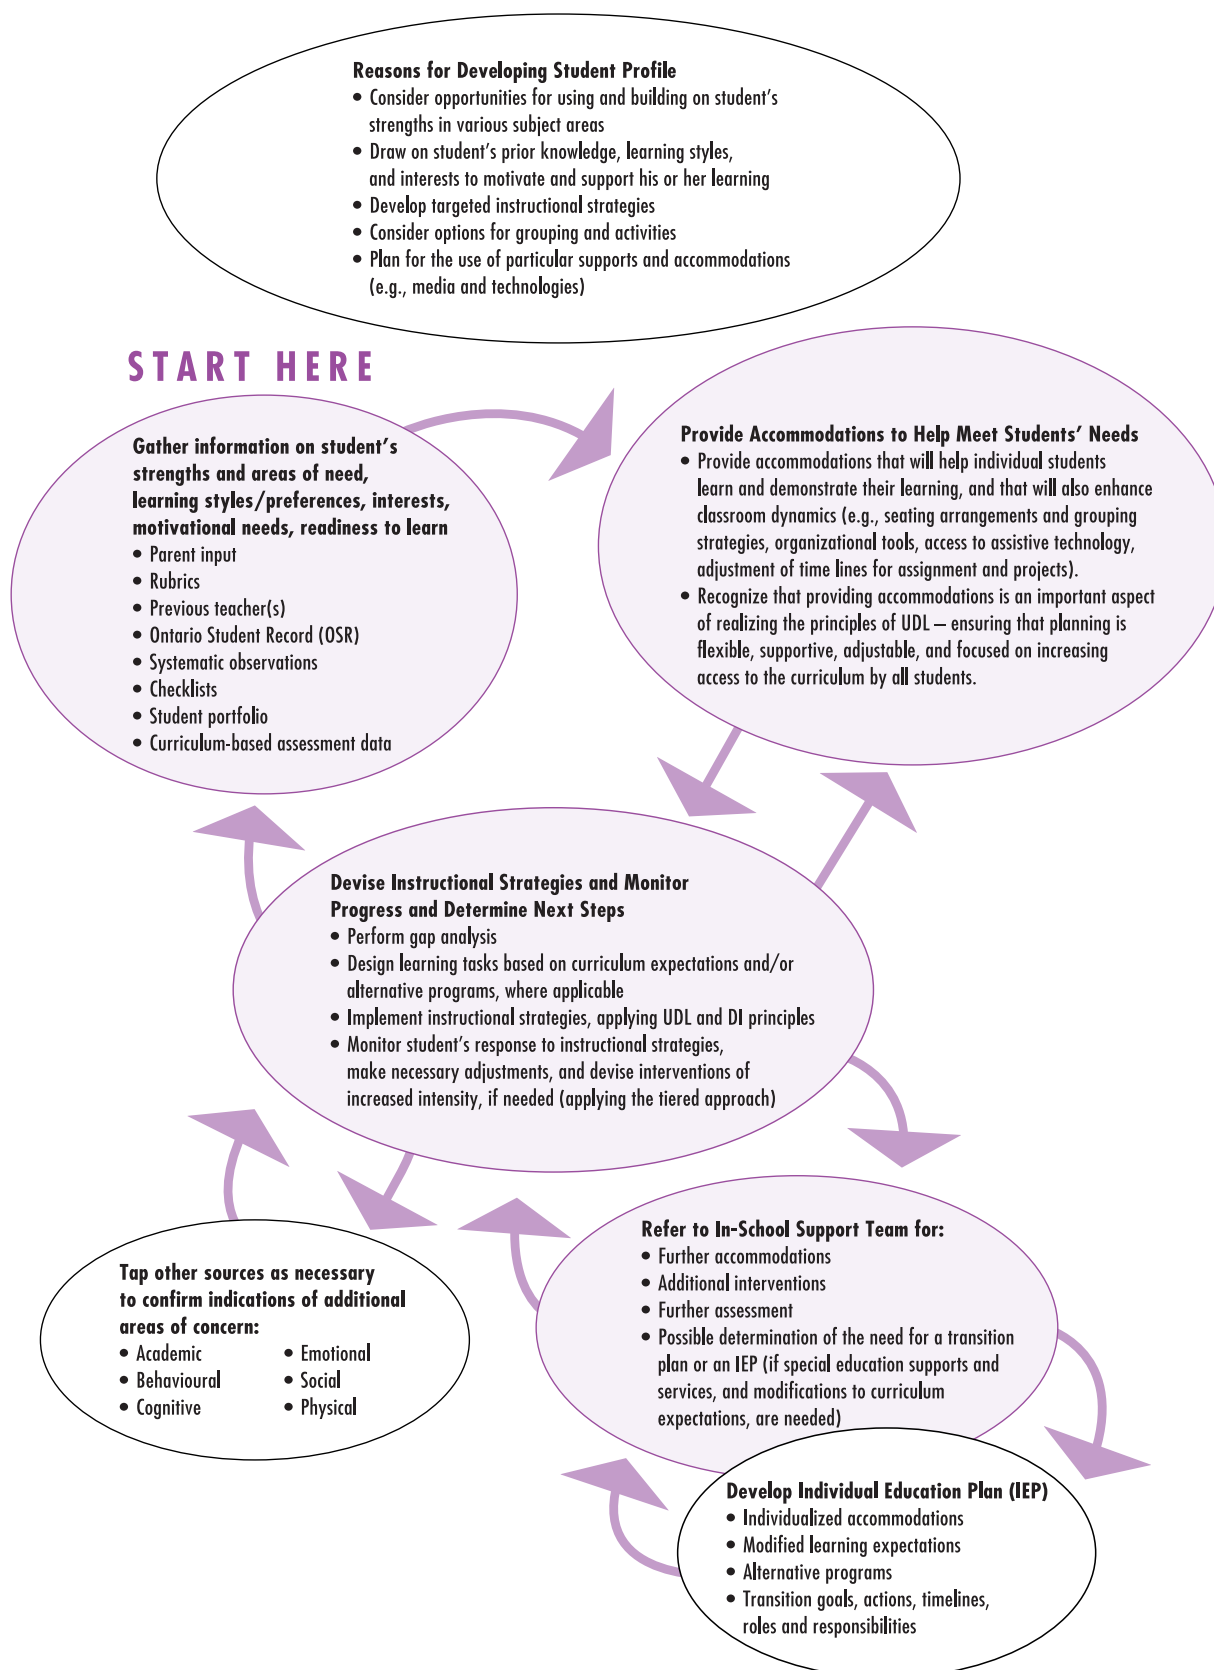 Reasons for Developing Student Profile
• Consider opportunities for using and building on student’s
strengths in various subject areas
• Draw on student’s prior knowledge, learning styles,
and interests to motivate and support his or her learning
• Develop targeted instructional strategies
• Consider options for grouping and activities
• Plan for the use of particular supports and accommodations
(e.g., media and technologies)
START HERE
Gather information on student’s
strengths and areas of need,
learning styles/preferences, interests,
motivational needs, readiness to learn
• Parent input
• Rubrics
• Previous teacher(s)
• Ontario Student Record (OSR)
• Systematic observations
• Checklists
• Student portfolio
• Curriculum-based assessment data
Provide Accommodations to Help Meet Students’ Needs
• Provide accommodations that will help individual students
learn and demonstrate their learning, and that will also enhance
classroom dynamics (e.g., seating arrangements and grouping
strategies, organizational tools, access to assistive technology,
adjustment of time lines for assignment and projects).
• Recognize that providing accommodations is an important aspect
of realizing the principles of UDL – ensuring that planning is
flexible, supportive, adjustable, and focused on increasing
access to the curriculum by all students.
Devise Instructional Strategies and Monitor
Progress and Determine Next Steps
• Perform gap analysis
• Design learning tasks based on curriculum expectations and/or
alternative programs, where applicable
• Implement instructional strategies, applying UDL and DI principles
• Monitor student’s response to instructional strategies,
make necessary adjustments, and devise interventions of
increased intensity, if needed (applying the tiered approach)
Tap other sources as necessary
to confirm indications of additional
areas of concern:
• Academic • Emotional
• Behavioural • Social
• Cognitive • Physical
Refer to In-School Support Team for:
• Further accommodations
• Additional interventions
• Further assessment
• Possible determination of the need for a transition
plan or an IEP (if special education supports and
services, and modifications to curriculum
expectations, are needed)
Develop Individual Education Plan (IEP)
• Individualized accommodations
• Modified learning expectations
• Alternative programs
• Transition goals, actions, timelines,
roles and responsibilities